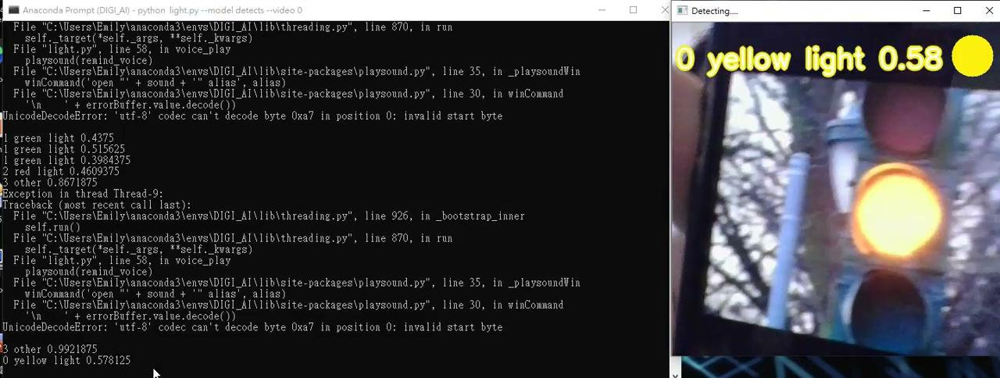 Anaconda Prompt (DIGI_AI) - python light.py --model detects --video 0
File "C:\Users\Emily\anaconda3\envs\DIGI_AI\lib\threading.py", line 870, in run
self._target(*self._args, **self._kwargs)
File "light.py", line 58, in voice_play
playsound(remind_voice)
File "C:\Users\Emily\anaconda3\envs\DIGI_AI\lib\site-packages\playsound.py", line 35, in _playsoundWin
winCommand('open "' + sound + '" alias', alias)
File "C:\Users\Emily\anaconda3\envs\DIGI_AI\lib\site-packages\playsound.py", line 30, in winCommand
'\n    ' + errorBuffer.value.decode())
UnicodeDecodeError: 'utf-8' codec can't decode byte 0xa7 in position 0: invalid start byte
1 green light 0.4375
1 green light 0.515625
1 green light 0.3984375
2 red light 0.4609375
3 other 0.8671875
Exception in thread Thread-9:
Traceback (most recent call last):
File "C:\Users\Emily\anaconda3\envs\DIGI_AI\lib\threading.py", line 926, in _bootstrap_inner
self.run()
File "C:\Users\Emily\anaconda3\envs\DIGI_AI\lib\threading.py", line 870, in run
self._target(*self._args, **self._kwargs)
File "light.py", line 58, in voice_play
playsound(remind_voice)
File "C:\Users\Emily\anaconda3\envs\DIGI_AI\lib\site-packages\playsound.py", line 35, in _playsoundWin
winCommand('open "' + sound + '" alias', alias)
File "C:\Users\Emily\anaconda3\envs\DIGI_AI\lib\site-packages\playsound.py", line 30, in winCommand
'\n    ' + errorBuffer.value.decode())
UnicodeDecodeError: 'utf-8' codec can't decode byte 0xa7 in position 0: invalid start byte
3 other 0.9921875
0 yellow light 0.578125
Detecting....
0 yellow light 0.58